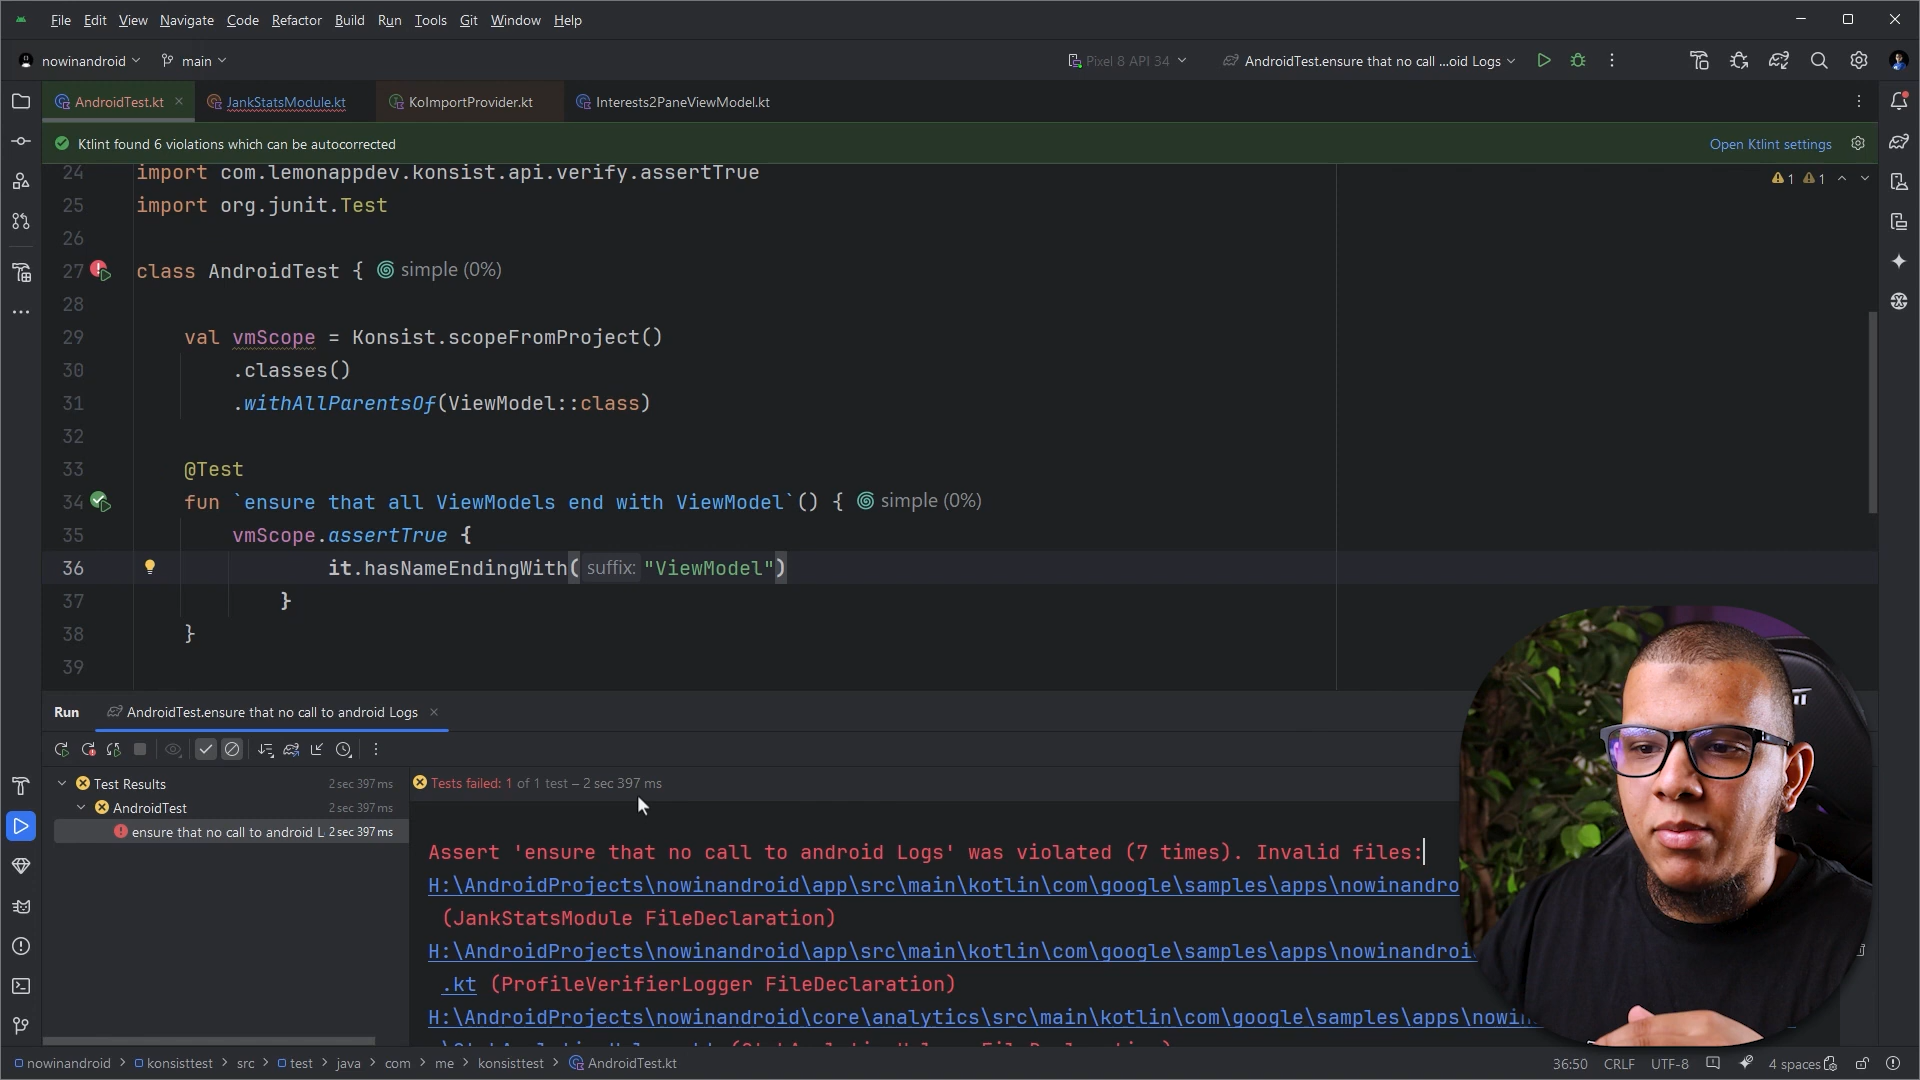 File Edit View Navigate Code Refactor Build Run Tools Git Window Help
nowinandroid main Pixel 8 API 34 AndroidTest.ensure that no call ...oid Logs
AndroidTest.kt JankStatsModule.kt KoImportProvider.kt Interests2PaneViewModel.kt
Ktlint found 6 violations which can be autocorrected Open Ktlint settings
24 import com.lemonappdev.konsist.api.verify.assertTrue 1 1
25 import org.junit.Test
26
27 class AndroidTest { simple (0%)
28
29 val vmScope = Konsist.scopeFromProject()
30 .classes()
31 .withAllParentsOf(ViewModel::class)
32
33 @Test
34 fun `ensure that all ViewModels end with ViewModel`() { simple (0%)
35 vmScope.assertTrue {
36 it.hasNameEndingWith( suffix: "ViewModel")
37 }
38 }
39
Run AndroidTest.ensure that no call to android Logs
Test Results 2 sec 397 ms
Tests failed: 1 of 1 test – 2 sec 397 ms
AndroidTest 2 sec 397 ms
ensure that no call to android L 2 sec 397 ms
Assert 'ensure that no call to android Logs' was violated (7 times). Invalid files:
H:\AndroidProjects\nowinandroid\app\src\main\kotlin\com\google\samples\apps\nowinandro
(JankStatsModule FileDeclaration)
H:\AndroidProjects\nowinandroid\app\src\main\kotlin\com\google\samples\apps\nowinandroi
.kt (ProfileVerifierLogger FileDeclaration)
H:\AndroidProjects\nowinandroid\core\analytics\src\main\kotlin\com\google\samples\apps\nowin
nowinandroid > konsisttest > src > test > java > com > me > konsisttest > AndroidTest.kt 36:50 CRLF UTF-8 4 spaces